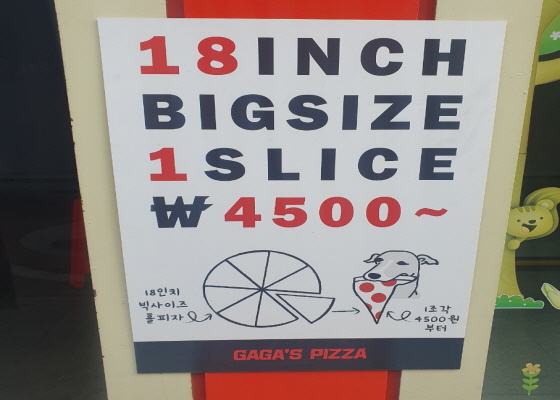 18INCH
BIGSIZE
1SLICE
₩4500~
18인치
빅사이즈
홀피자
1조각
4500원
부터
GAGA'S PIZZA